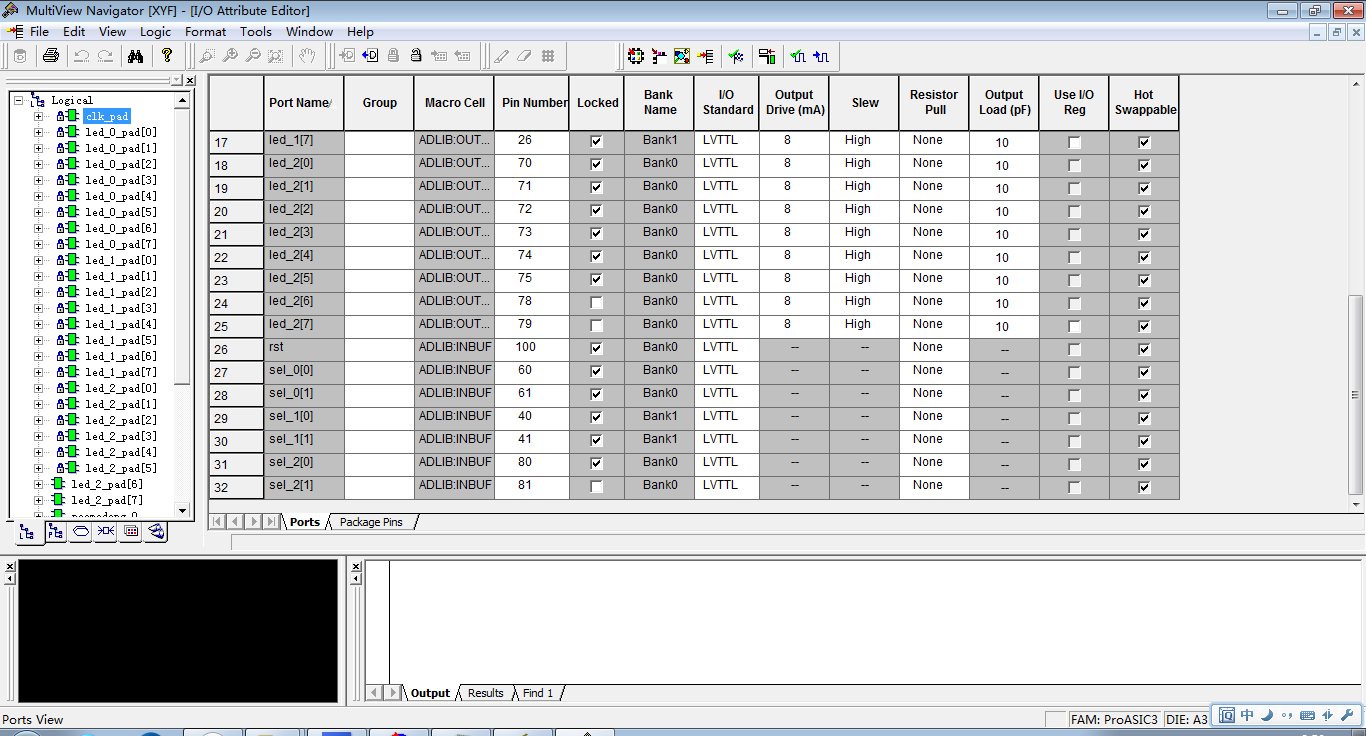 MultiView Navigator [XYF] - [I/O Attribute Editor]
File Edit View Logic Format Tools Window Help
Logical
clk_pad
led_0_pad[0]
led_0_pad[1]
led_0_pad[2]
led_0_pad[3]
led_0_pad[4]
led_0_pad[5]
led_0_pad[6]
led_0_pad[7]
led_1_pad[0]
led_1_pad[1]
led_1_pad[2]
led_1_pad[3]
led_1_pad[4]
led_1_pad[5]
led_1_pad[6]
led_1_pad[7]
led_2_pad[0]
led_2_pad[1]
led_2_pad[2]
led_2_pad[3]
led_2_pad[4]
led_2_pad[5]
led_2_pad[6]
led_2_pad[7]
Port Name Group Macro Cell Pin Number Locked Bank Name I/O Standard Output Drive (mA) Slew Resistor Pull Output Load (pF) Use I/O Reg Hot Swappable
17 led_1[7] ADLIB:OUT... 26 Bank1 LVTTL 8 High None 10
18 led_2[0] ADLIB:OUT... 70 Bank0 LVTTL 8 High None 10
19 led_2[1] ADLIB:OUT... 71 Bank0 LVTTL 8 High None 10
20 led_2[2] ADLIB:OUT... 72 Bank0 LVTTL 8 High None 10
21 led_2[3] ADLIB:OUT... 73 Bank0 LVTTL 8 High None 10
22 led_2[4] ADLIB:OUT... 74 Bank0 LVTTL 8 High None 10
23 led_2[5] ADLIB:OUT... 75 Bank0 LVTTL 8 High None 10
24 led_2[6] ADLIB:OUT... 78 Bank0 LVTTL 8 High None 10
25 led_2[7] ADLIB:OUT... 79 Bank0 LVTTL 8 High None 10
26 rst ADLIB:INBUF 100 Bank0 LVTTL -- -- None --
27 sel_0[0] ADLIB:INBUF 60 Bank0 LVTTL -- -- None --
28 sel_0[1] ADLIB:INBUF 61 Bank0 LVTTL -- -- None --
29 sel_1[0] ADLIB:INBUF 40 Bank1 LVTTL -- -- None --
30 sel_1[1] ADLIB:INBUF 41 Bank1 LVTTL -- -- None --
31 sel_2[0] ADLIB:INBUF 80 Bank0 LVTTL -- -- None --
32 sel_2[1] ADLIB:INBUF 81 Bank0 LVTTL -- -- None --
Ports Package Pins
Output Results Find 1
Ports View
FAM: ProASIC3 DIE: A3
中